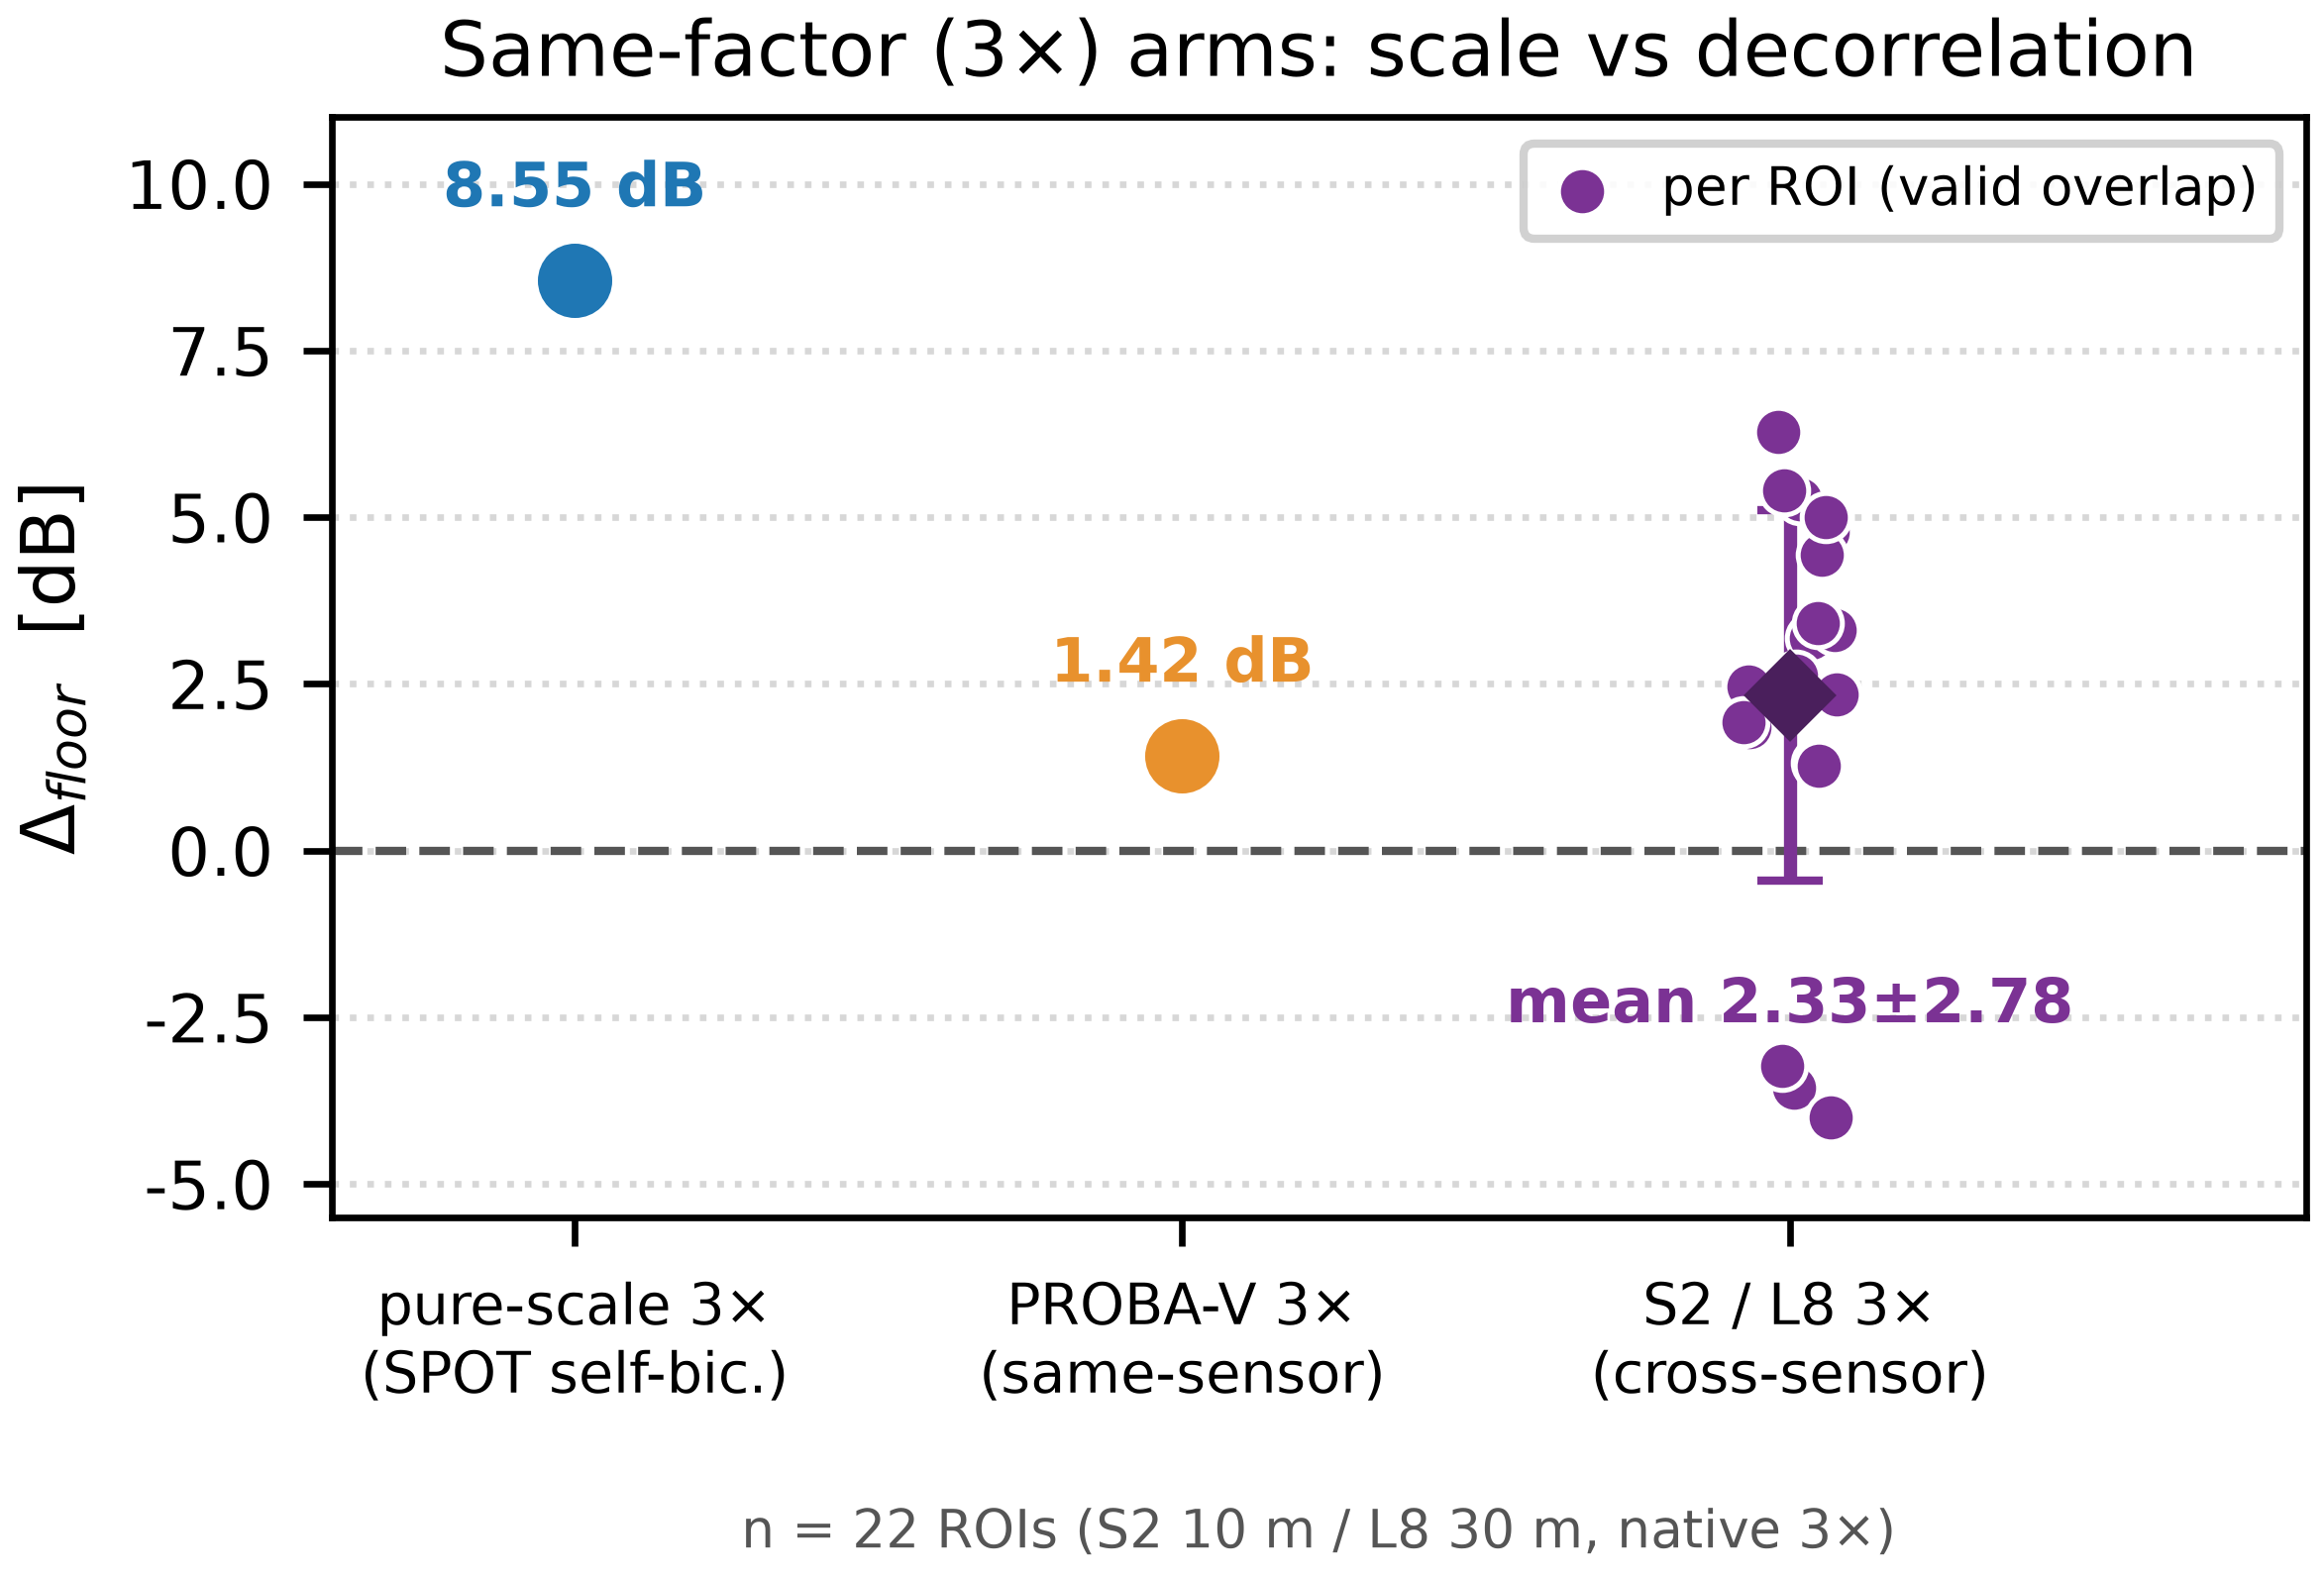 Same-factor (3×) arms: scale vs decorrelation
Δfloor [dB]
10.0
7.5
5.0
2.5
0.0
-2.5
-5.0
8.55 dB
1.42 dB
mean 2.33±2.78
per ROI (valid overlap)
pure-scale 3×
(SPOT self-bic.)
PROBA-V 3×
(same-sensor)
S2 / L8 3×
(cross-sensor)
n = 22 ROIs (S2 10 m / L8 30 m, native 3×)